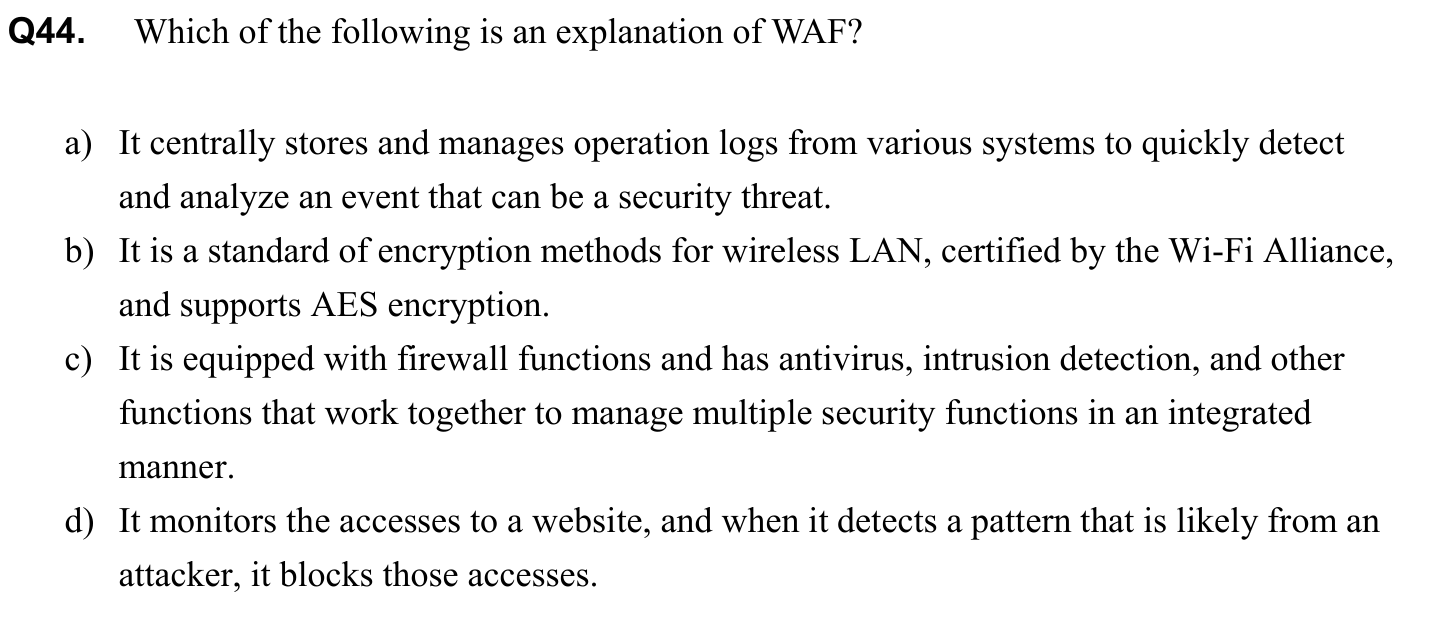 Q44. Which of the following is an explanation of WAF?
a) It centrally stores and manages operation logs from various systems to quickly detect
and analyze an event that can be a security threat.
b) It is a standard of encryption methods for wireless LAN, certified by the Wi-Fi Alliance,
and supports AES encryption.
c) It is equipped with firewall functions and has antivirus, intrusion detection, and other
functions that work together to manage multiple security functions in an integrated
manner.
d) It monitors the accesses to a website, and when it detects a pattern that is likely from an
attacker, it blocks those accesses.